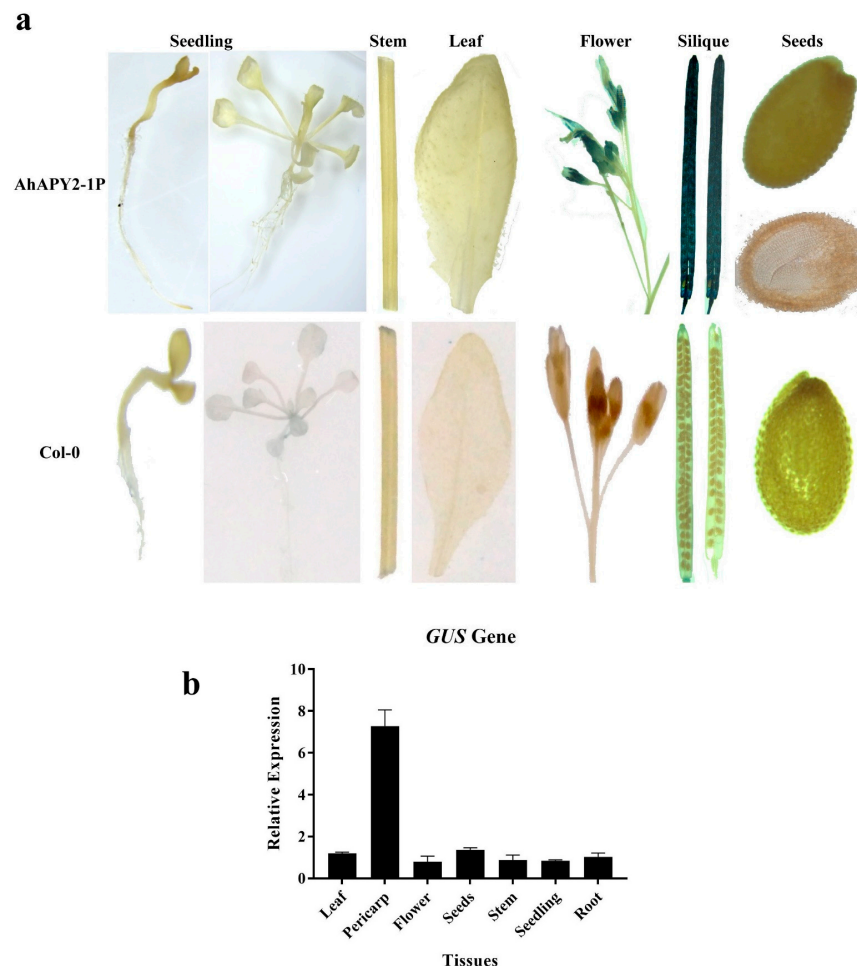 a
Seedling Stem Leaf Flower Silique Seeds
AhAPY2-1P
Col-0
GUS Gene
b
10
8
6
4
2
0
Relative Expression
Leaf Pericarp Flower Seeds Stem Seedling Root
Tissues